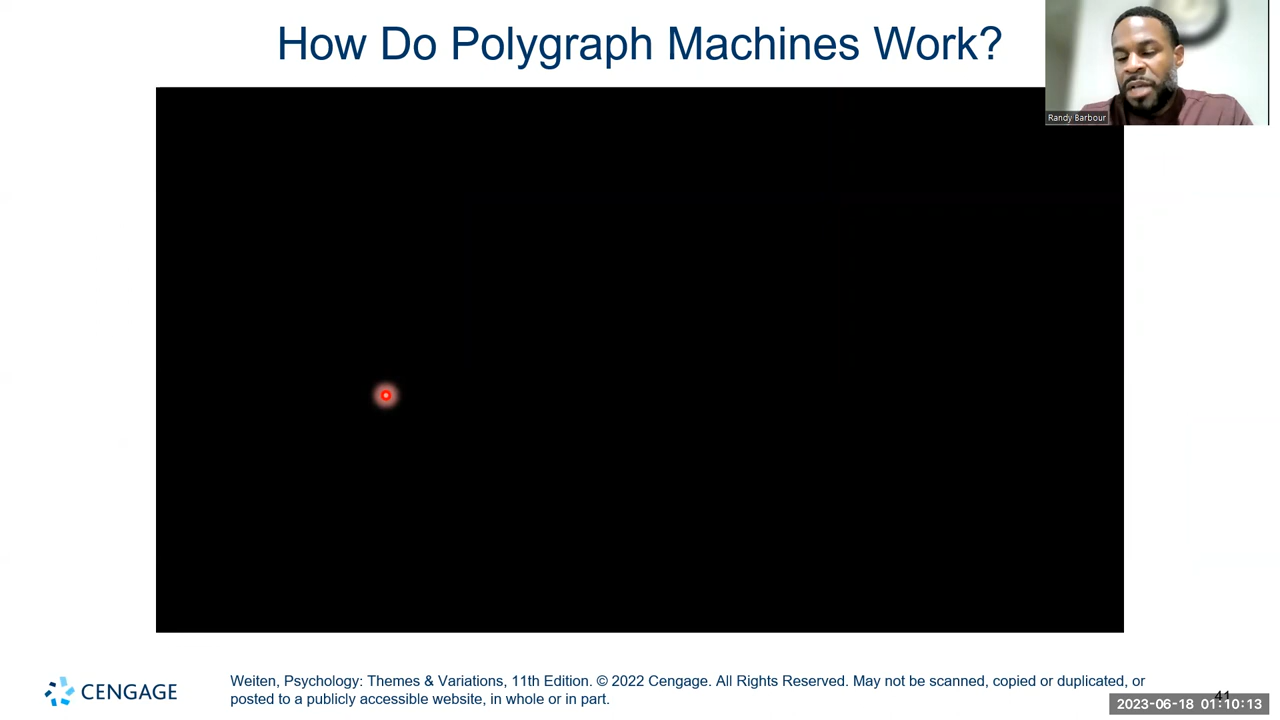 How Do Polygraph Machines Work?
Randy Barbour
CENGAGE
Weiten, Psychology: Themes & Variations, 11th Edition. © 2022 Cengage. All Rights Reserved. May not be scanned, copied or duplicated, or
posted to a publicly accessible website, in whole or in part.
41
2023-06-18 01:10:13